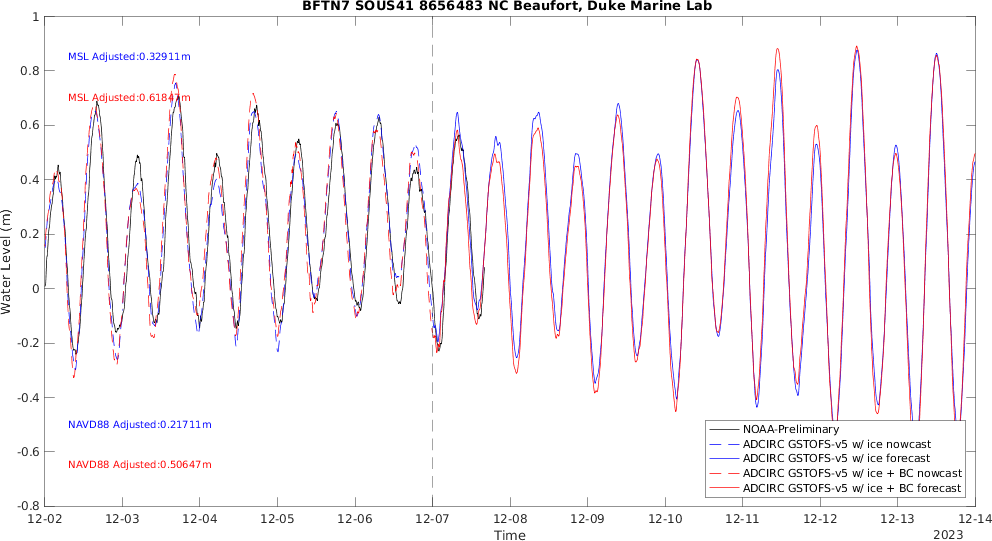 BFTN7 SOUS41 8656483 NC Beaufort, Duke Marine Lab
1
0.8
0.6
0.4
0.2
0
-0.2
-0.4
-0.6
-0.8
Water Level (m)
MSL Adjusted:0.32911m
MSL Adjusted:0.61847m
NAVD88 Adjusted:0.21711m
NAVD88 Adjusted:0.50647m
NOAA-Preliminary
ADCIRC GSTOFS-v5 w/ ice nowcast
ADCIRC GSTOFS-v5 w/ ice forecast
ADCIRC GSTOFS-v5 w/ ice + BC nowcast
ADCIRC GSTOFS-v5 w/ ice + BC forecast
12-02 12-03 12-04 12-05 12-06 12-07 12-08 12-09 12-10 12-11 12-12 12-13 12-14
Time
2023